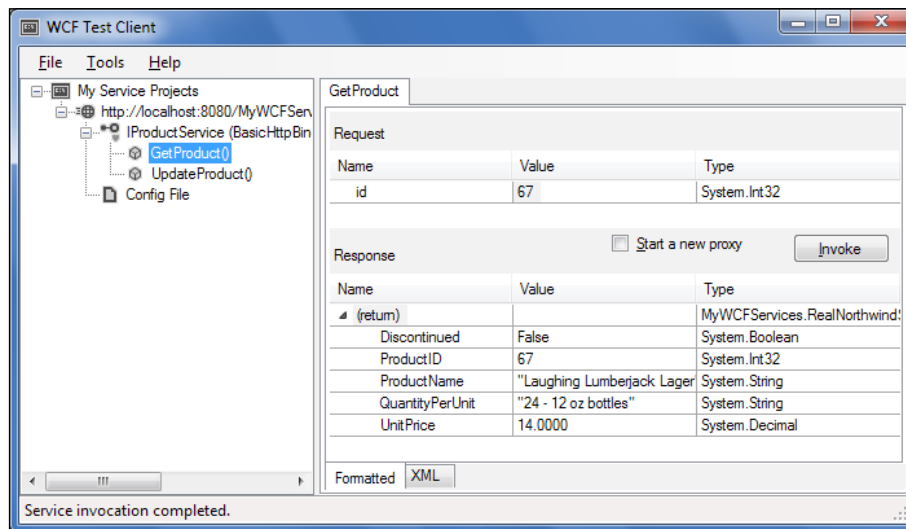 WCF Test Client
File Tools Help
My Service Projects
http://localhost:8080/MyWCFServ
IProductService (BasicHttpBin
GetProduct()
UpdateProduct()
Config File
GetProduct
Request
Name Value Type
id 67 System.Int32
Response Start a new proxy Invoke
Name Value Type
(return) MyWCFServices.RealNorthwindS
Discontinued False System.Boolean
ProductID 67 System.Int32
ProductName "Laughing Lumberjack Lager System.String
QuantityPerUnit "24 - 12 oz bottles" System.String
UnitPrice 14.0000 System.Decimal
Formatted XML
Service invocation completed.